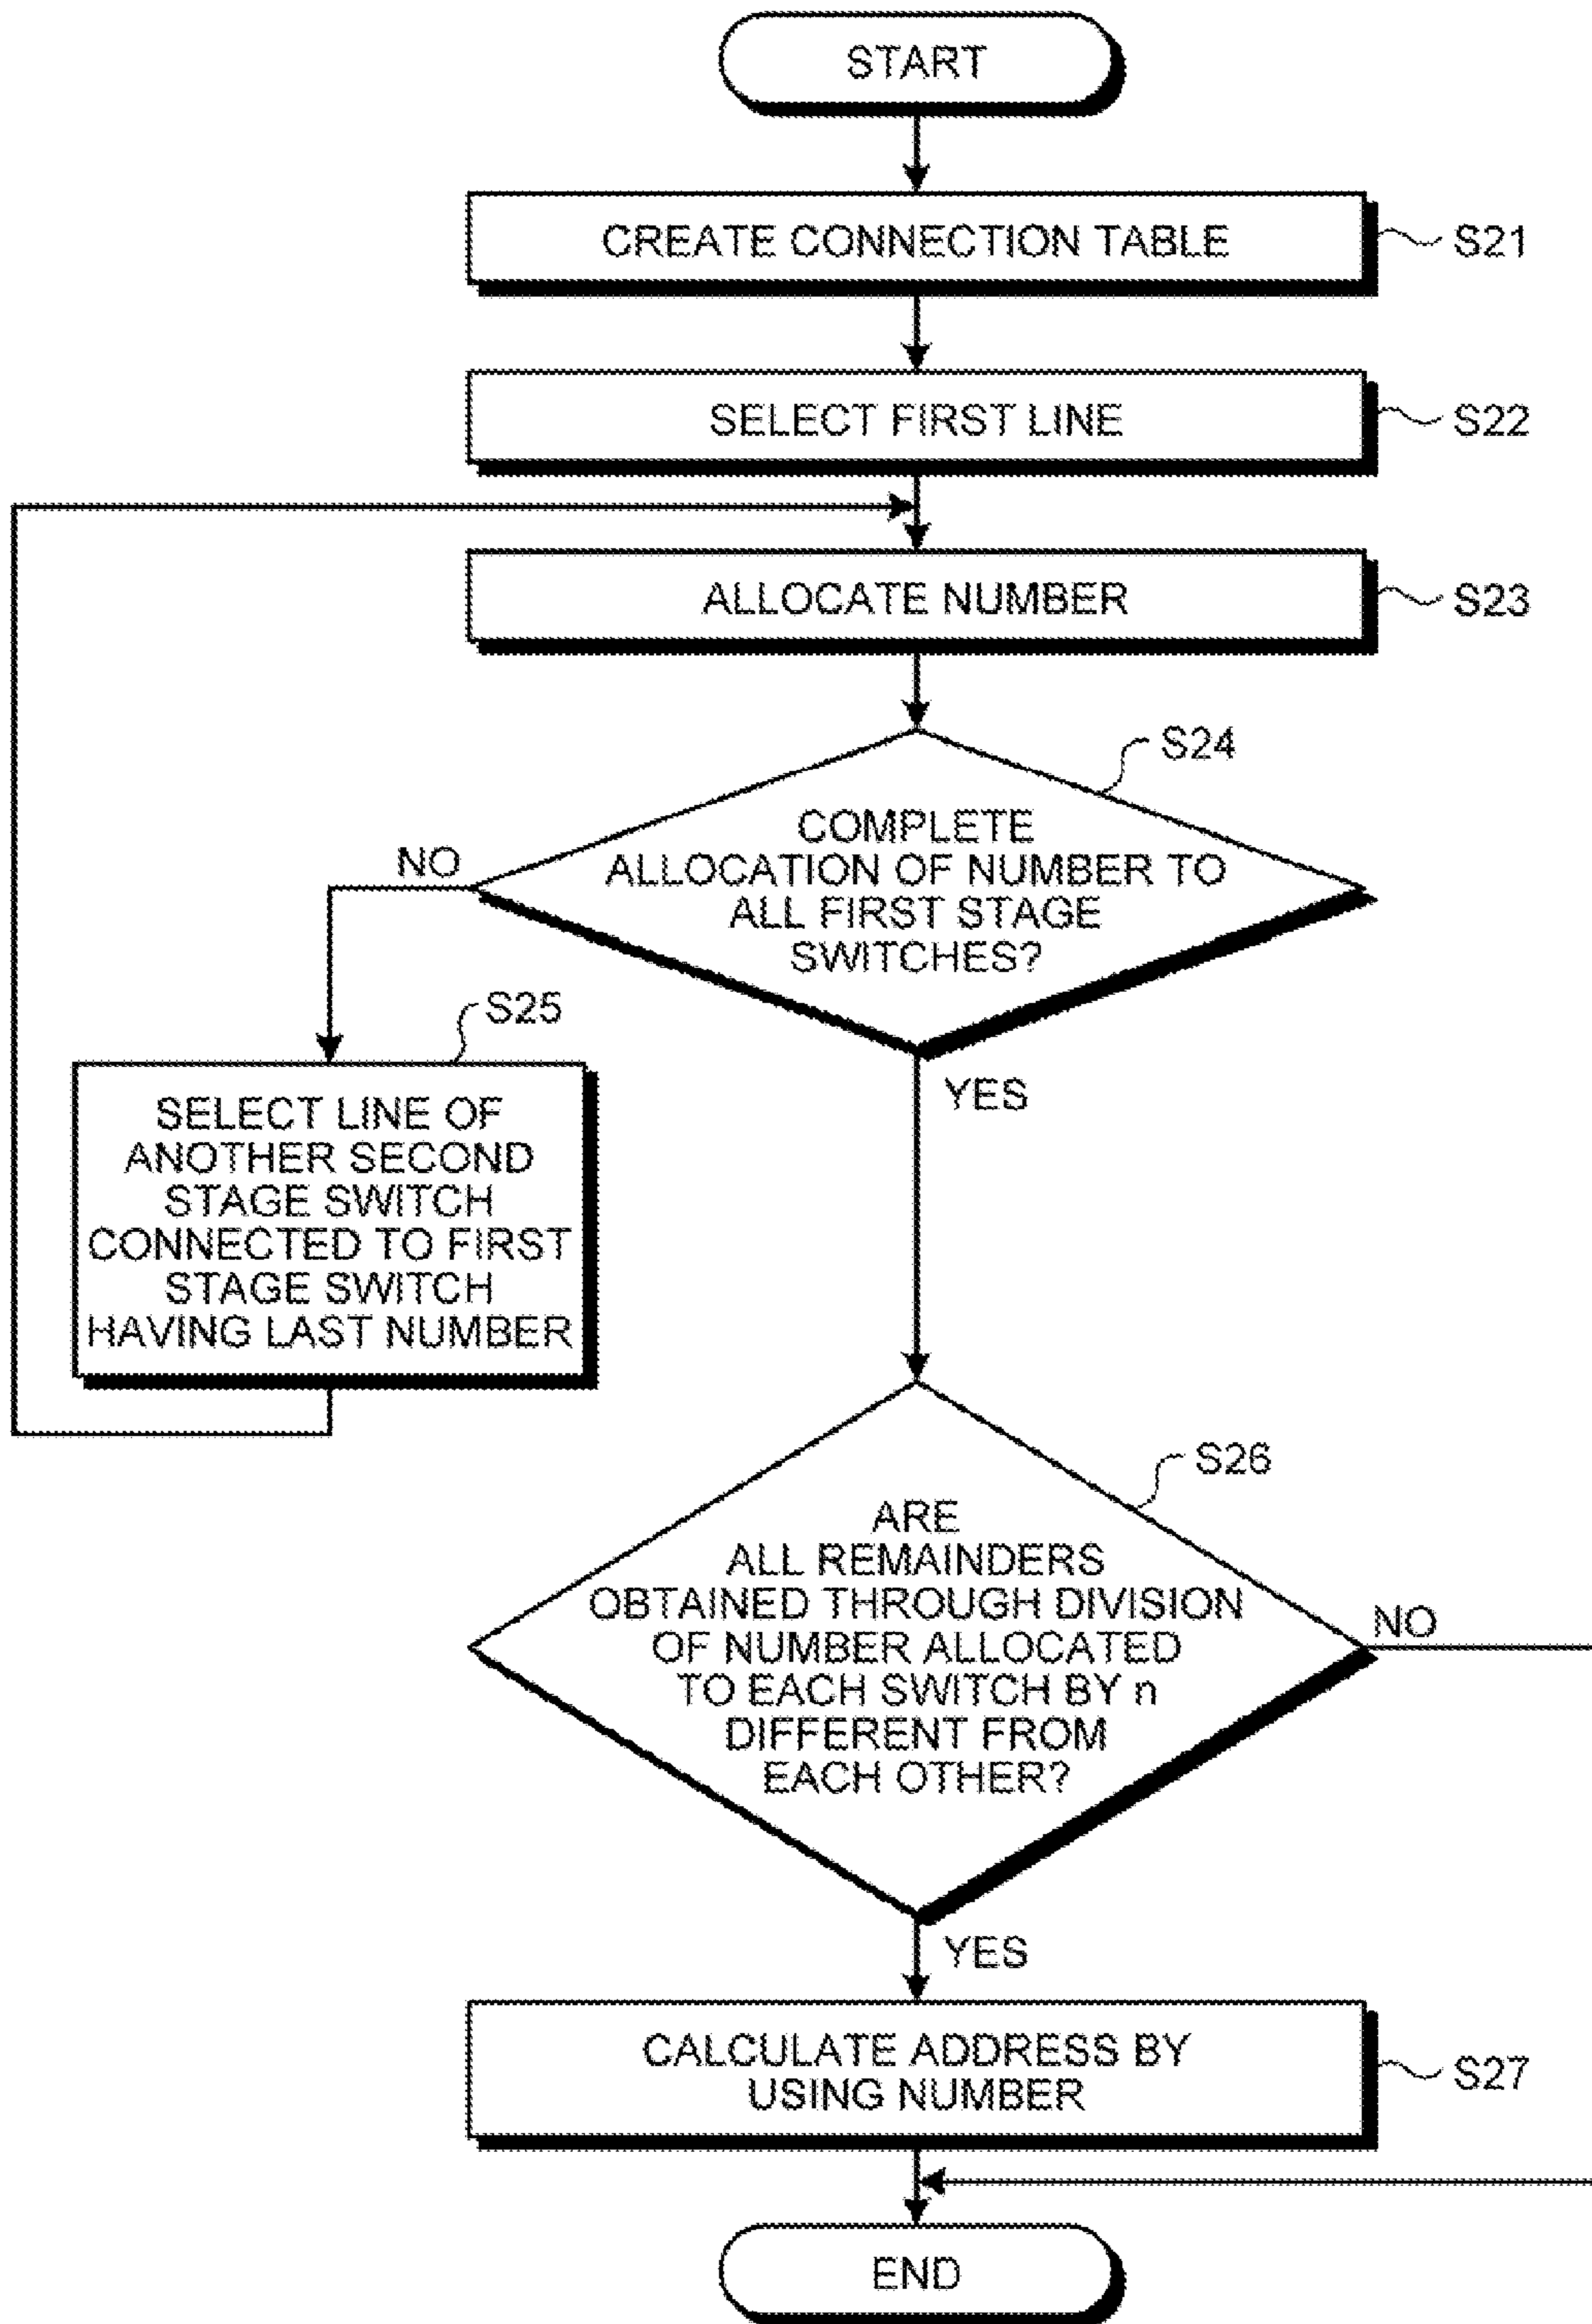 START
CREATE CONNECTION TABLE
S21
SELECT FIRST LINE
S22
ALLOCATE NUMBER
S23
S24
COMPLETE
ALLOCATION OF NUMBER TO
ALL FIRST STAGE
SWITCHES?
NO
YES
S25
SELECT LINE OF
ANOTHER SECOND
STAGE SWITCH
CONNECTED TO FIRST
STAGE SWITCH
HAVING LAST NUMBER
S26
ARE
ALL REMAINDERS
OBTAINED THROUGH DIVISION
OF NUMBER ALLOCATED
TO EACH SWITCH BY n
DIFFERENT FROM
EACH OTHER?
NO
YES
CALCULATE ADDRESS BY
USING NUMBER
S27
END